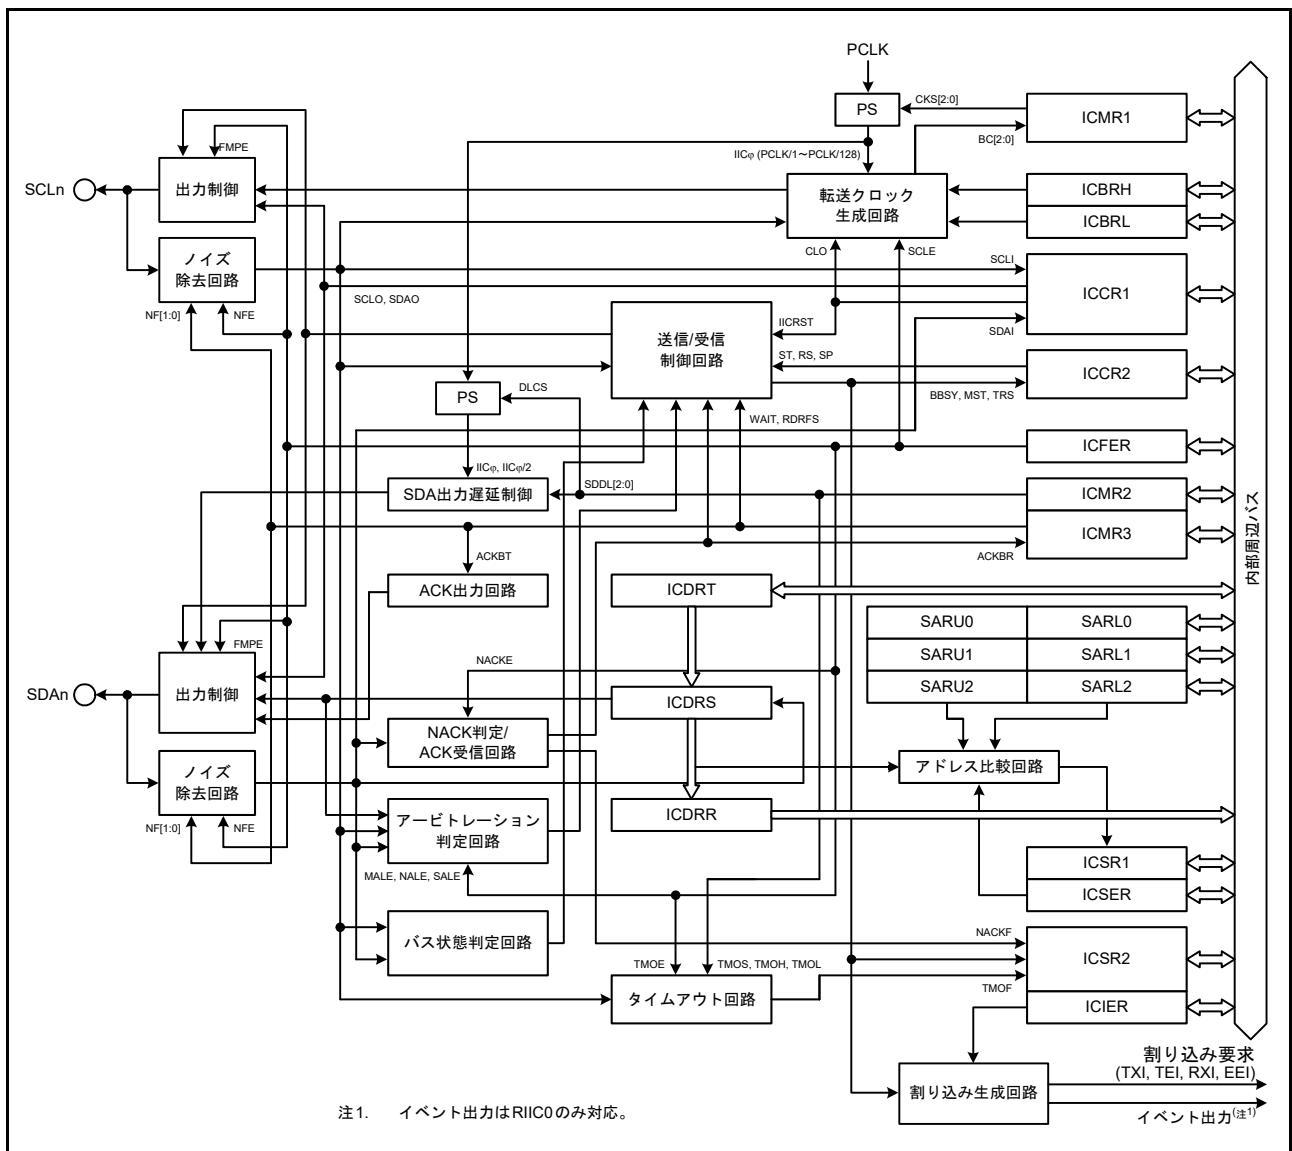 PCLK
PS
CKS[2:0]
ICMR1
BC[2:0]
IICφ (PCLK/1～PCLK/128)
FMPE
SCLn
出力制御
転送クロック
生成回路
ICBRH
ICBRL
ノイズ
除去回路
CLO
SCLE
SCLI
ICCR1
SCLO, SDAO
NF[1:0]
NFE
IICRST
SDAI
送信/受信
制御回路
ST, RS, SP
ICCR2
BBSY, MST, TRS
PS
DLCS
WAIT, RDRFS
ICFER
IICφ, IICφ/2
SDA出力遅延制御
SDDL[2:0]
ICMR2
ICMR3
ACKBR
内部周辺バス
ACKBT
ACK出力回路
ICDRT
SARU0
SARL0
SARU1
SARL1
SARU2
SARL2
FMPE
SDAn
出力制御
NACKE
ICDRS
NACK判定/
ACK受信回路
アドレス比較回路
ノイズ
除去回路
NF[1:0]
NFE
アービトレーション
判定回路
ICDRR
MALE, NALE, SALE
ICSR1
ICSER
バス状態判定回路
NACKF
ICSR2
TMOE
TMOS, TMOH, TMOL
タイムアウト回路
TMOF
ICIER
割り込み生成回路
割り込み要求
(TXI, TEI, RXI, EEI)
イベント出力(注1)
注1. イベント出力はRIIC0のみ対応。